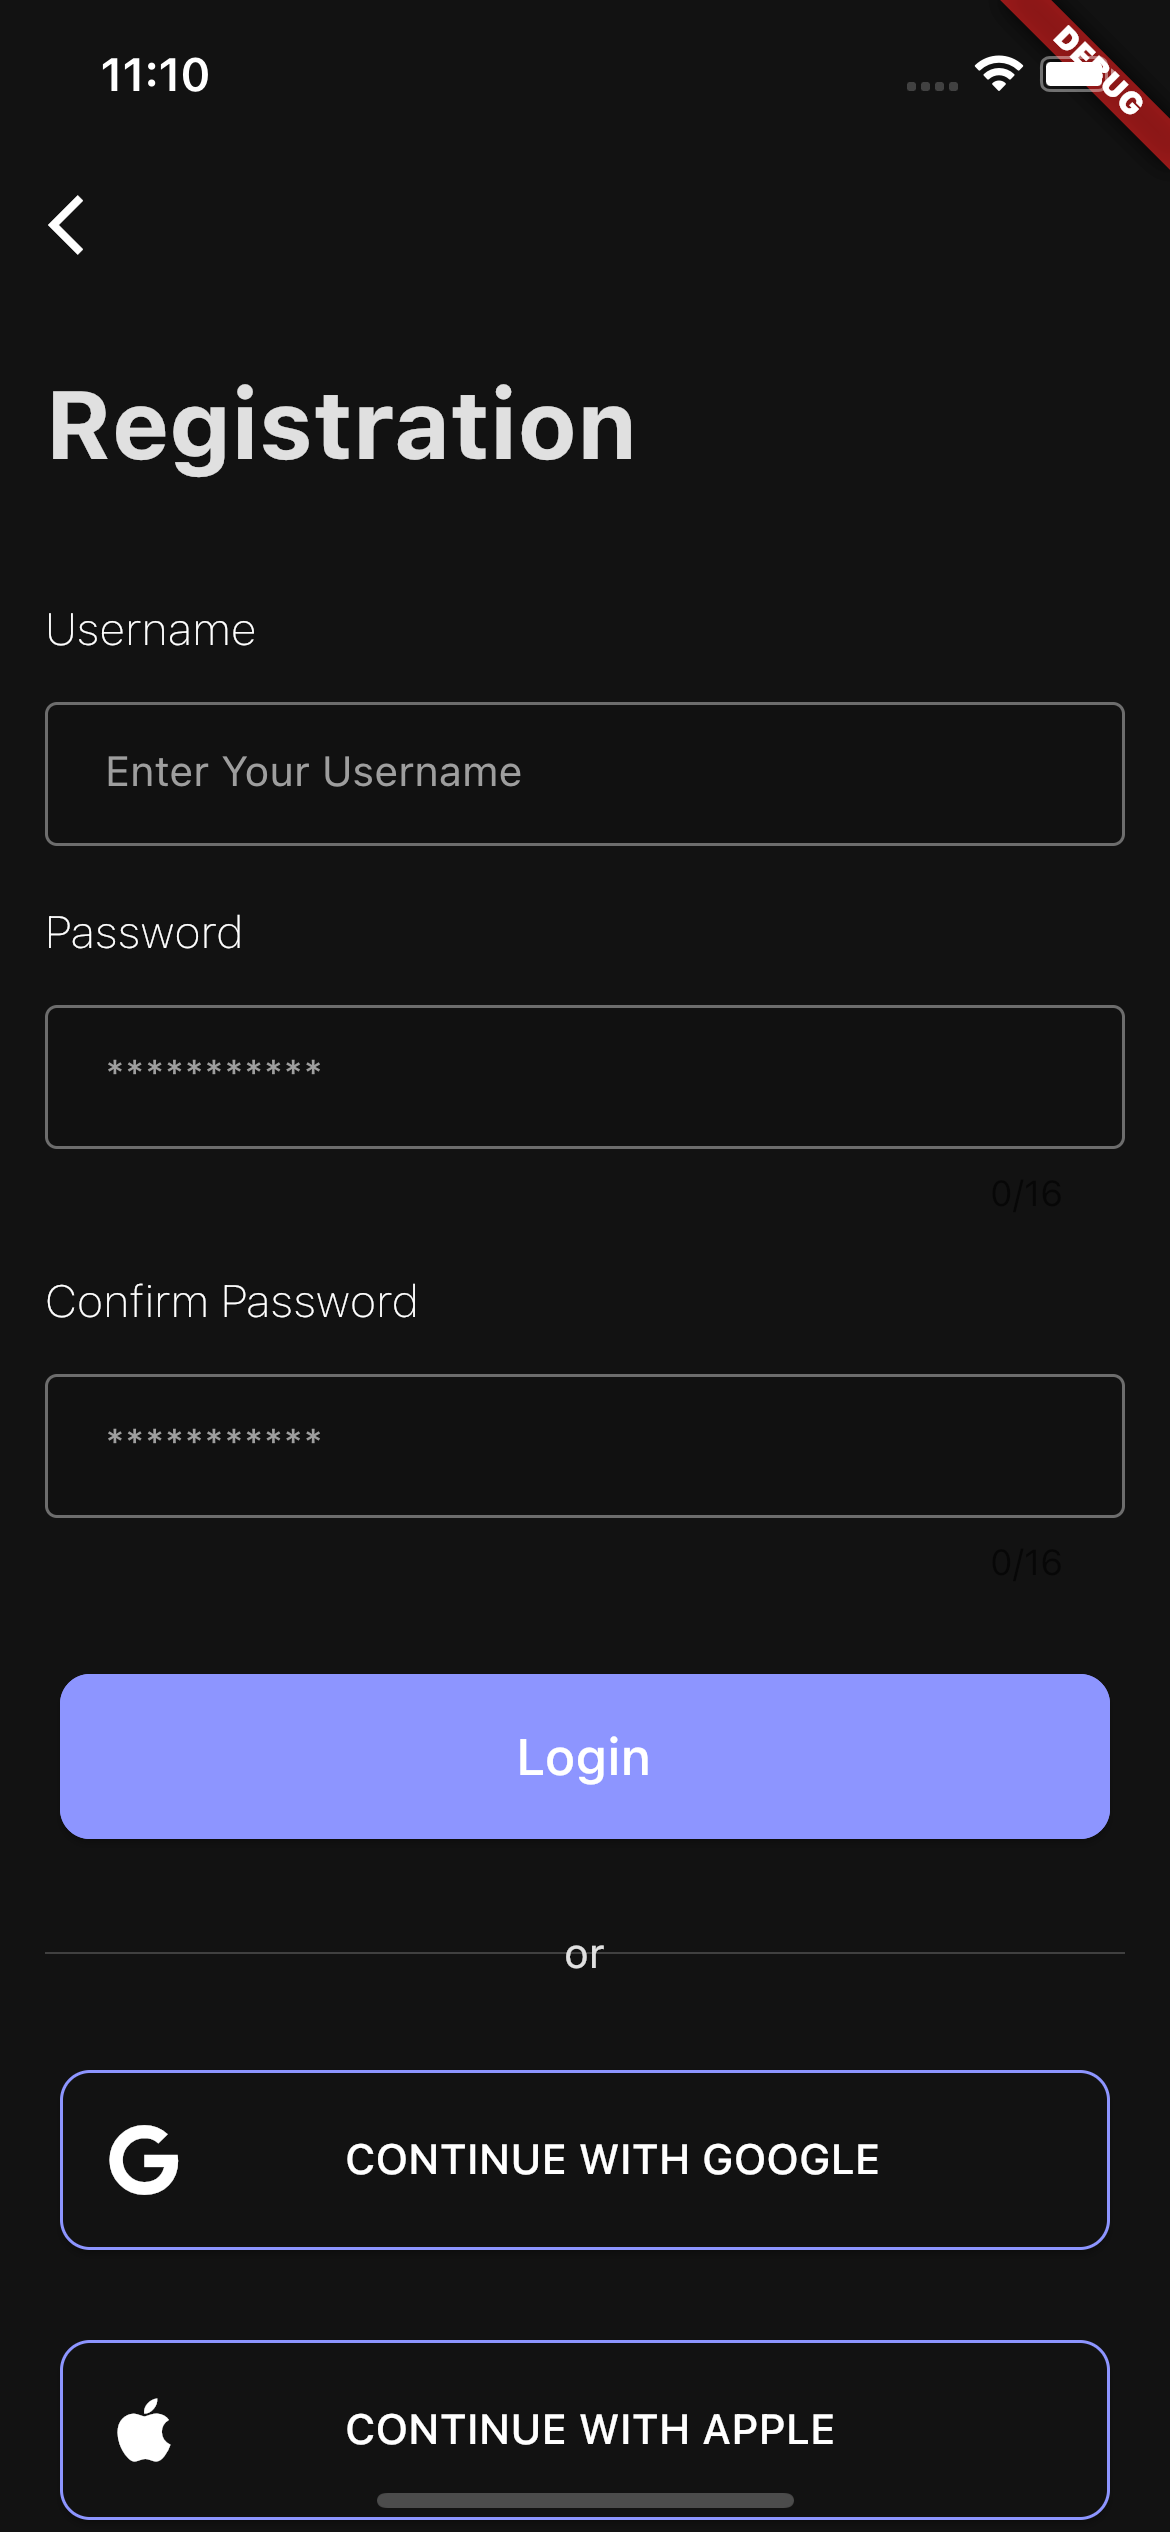 11:10
DEBUG
Registration
Username
Enter Your Username
Password
***********
0/16
Confirm Password
***********
0/16
Login
or
CONTINUE WITH GOOGLE
CONTINUE WITH APPLE